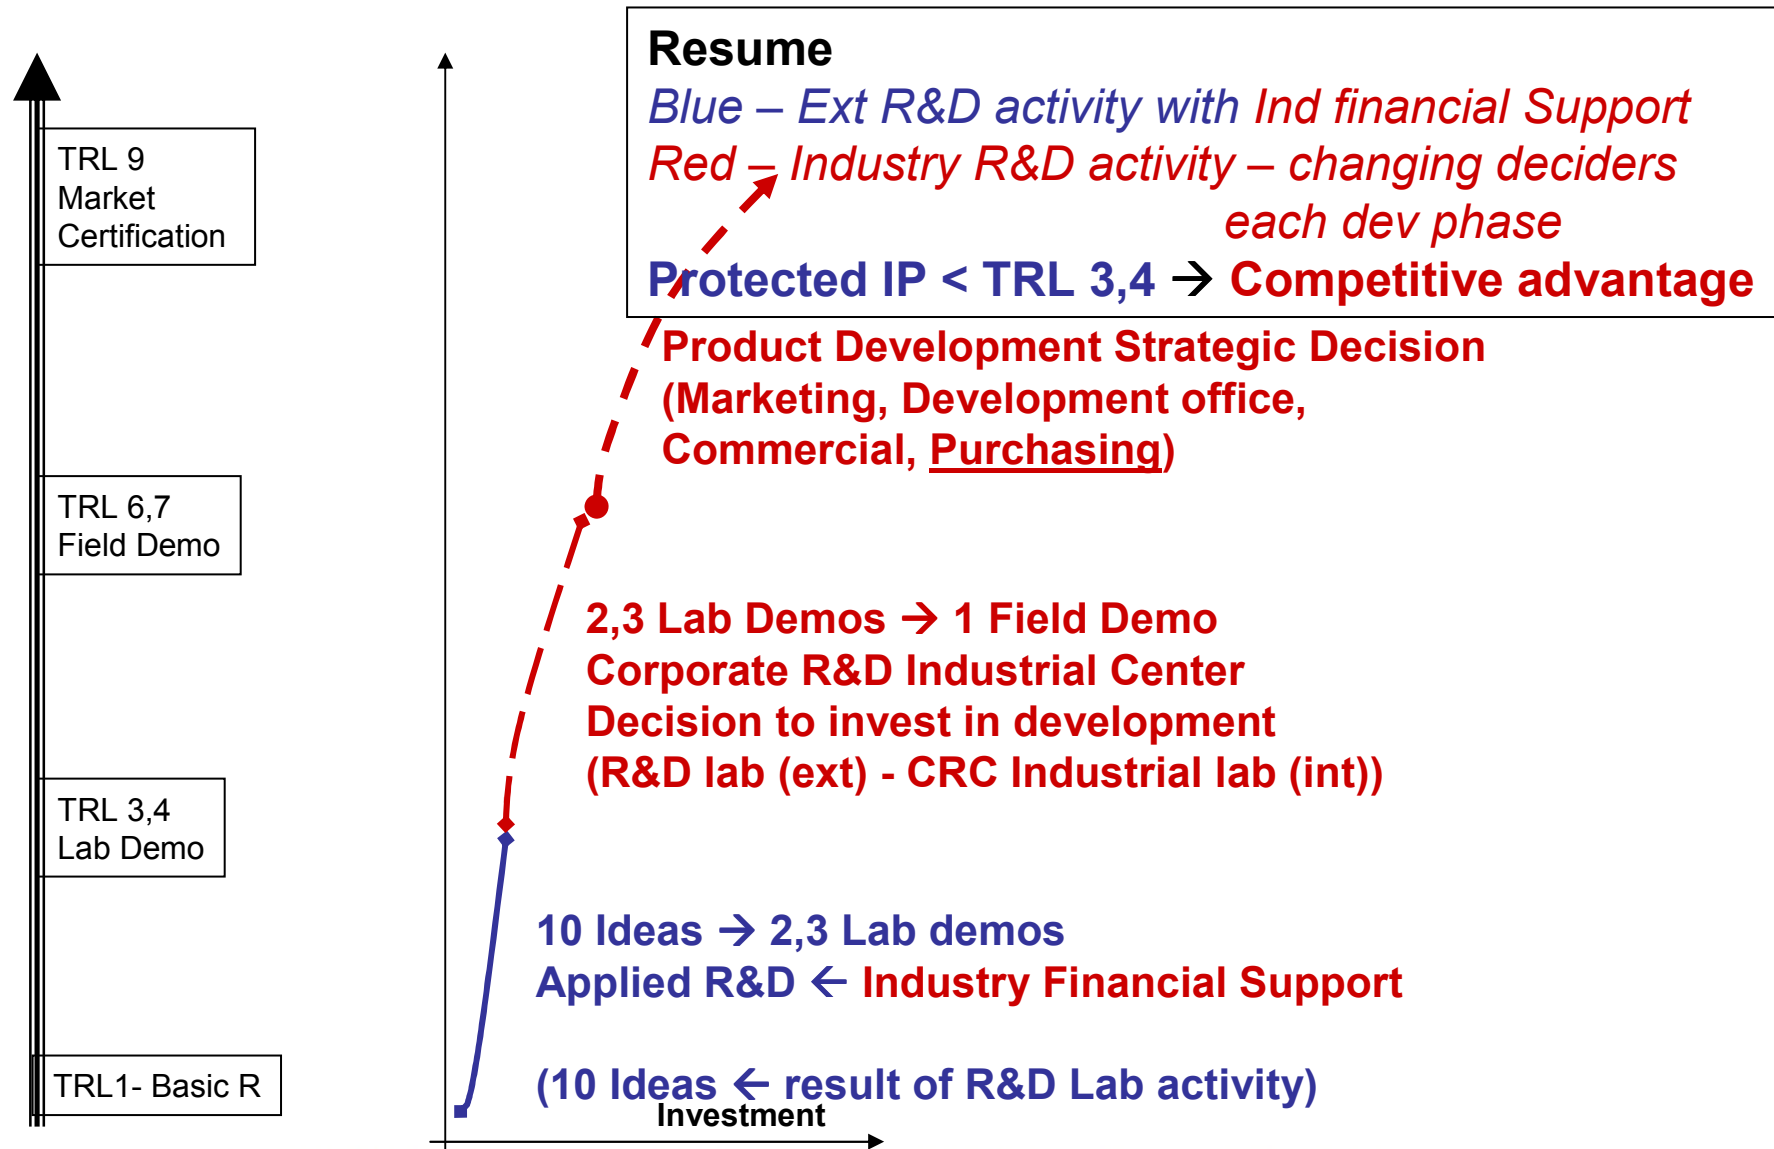 Resume
Blue – Ext R&D activity with Ind financial Support
Red – Industry R&D activity – changing deciders
each dev phase
Protected IP < TRL 3,4 → Competitive advantage
TRL 9
Market
Certification
Product Development Strategic Decision
(Marketing, Development office,
Commercial, Purchasing)
TRL 6,7
Field Demo
2,3 Lab Demos → 1 Field Demo
Corporate R&D Industrial Center
Decision to invest in development
(R&D lab (ext) - CRC Industrial lab (int))
TRL 3,4
Lab Demo
10 Ideas → 2,3 Lab demos
Applied R&D ← Industry Financial Support
TRL1- Basic R
(10 Ideas ← result of R&D Lab activity)
Investment